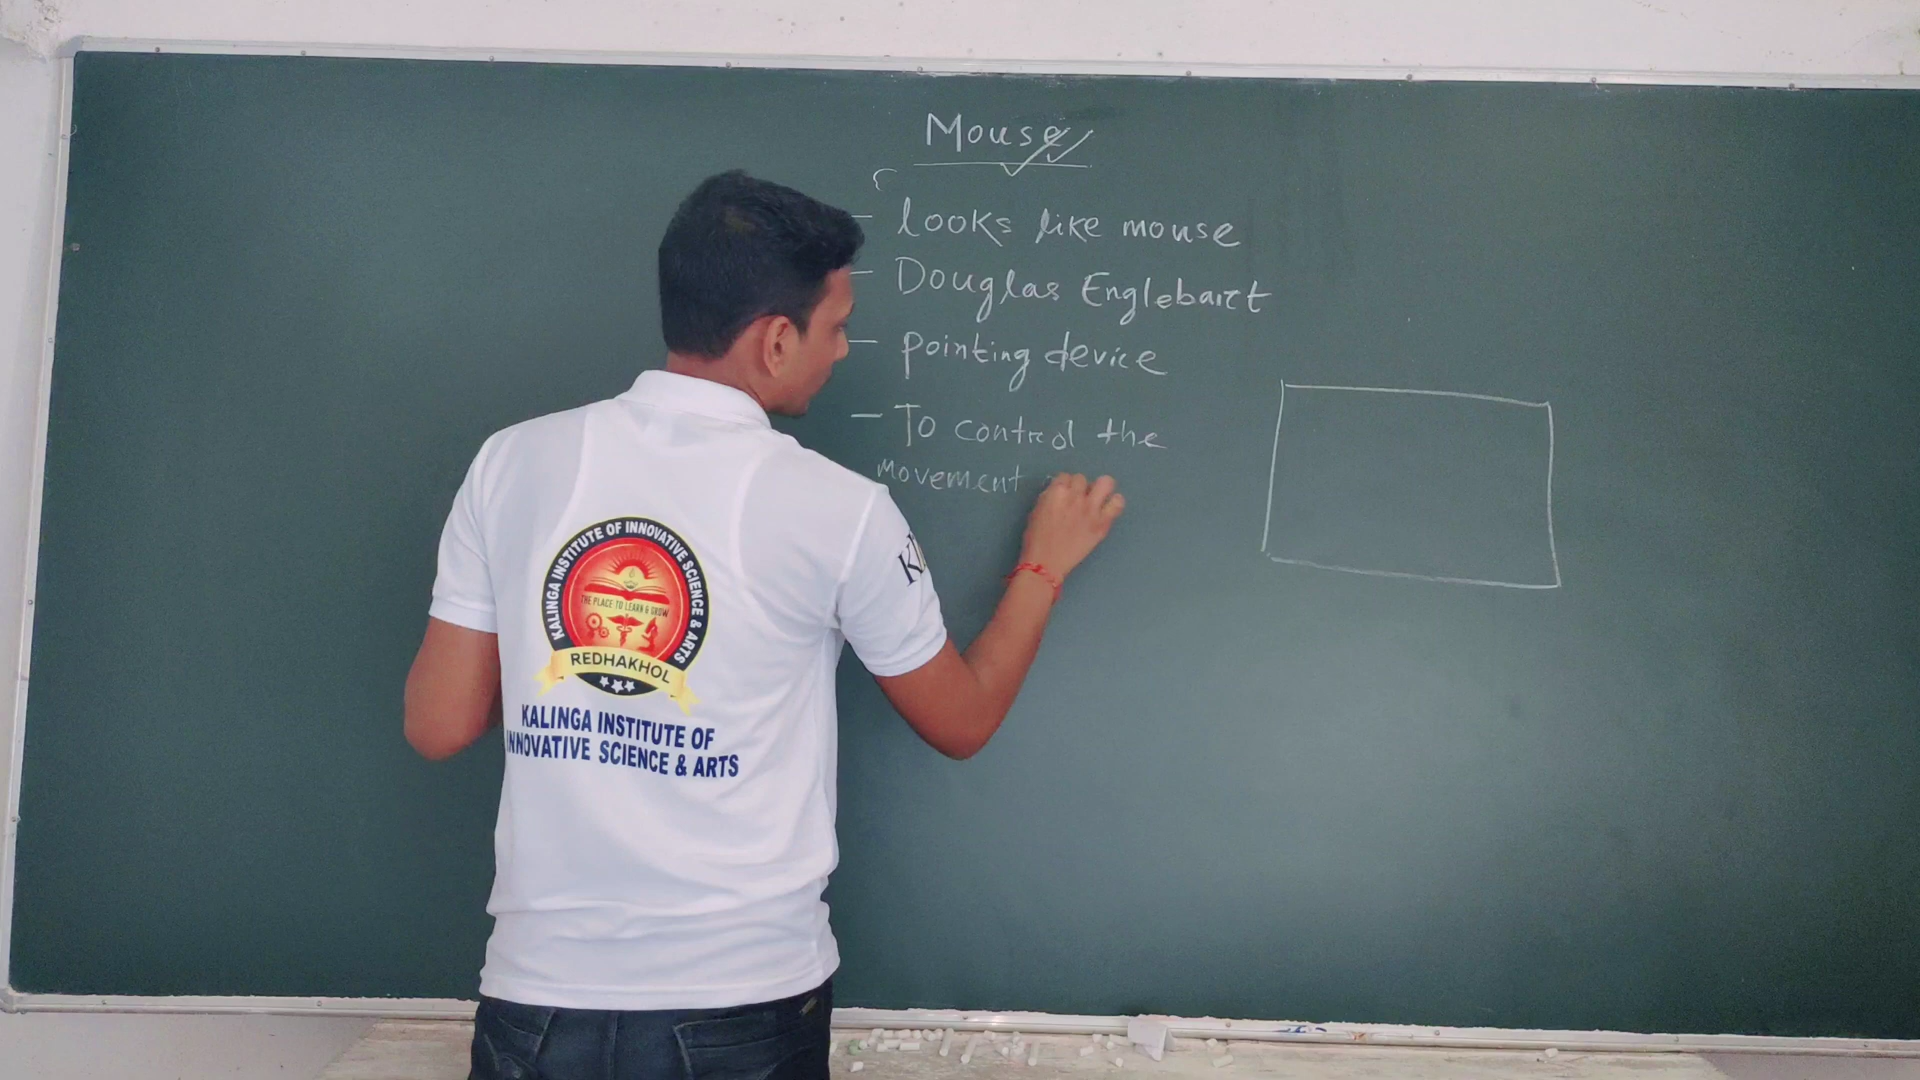 Mouse
- looks like mouse
- Douglas Englebart
- pointing device
- To control the
movement
KALINGA INSTITUTE OF INNOVATIVE SCIENCE & ARTS
THE PLACE TO LEARN & GROW
REDHAKHOL
KALINGA INSTITUTE OF
INNOVATIVE SCIENCE & ARTS